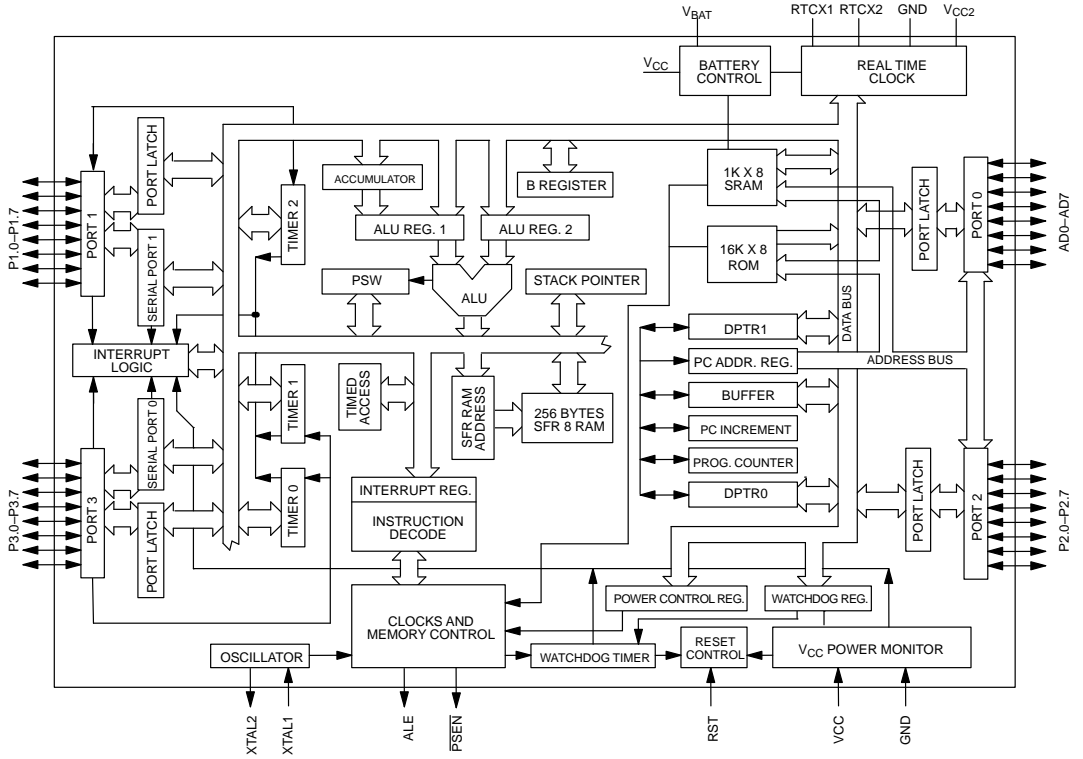 VBAT
RTCX1 RTCX2 GND VCC2
VCC
BATTERY
CONTROL
REAL TIME
CLOCK
PORT LATCH
ACCUMULATOR
B REGISTER
1K X 8
SRAM
PORT LATCH
PORT 0
AD0–AD7
P1.0–P1.7
PORT 1
SERIAL PORT 1
TIMER 2
ALU REG. 1
ALU REG. 2
16K X 8
ROM
PSW
ALU
STACK POINTER
DATA BUS
DPTR1
INTERRUPT
LOGIC
PC ADDR. REG.
ADDRESS BUS
TIMER 1
TIMED
ACCESS
SFR RAM
ADDRESS
256 BYTES
SFR 8 RAM
BUFFER
PC INCREMENT
SERIAL PORT 0
PROG. COUNTER
P3.0–P3.7
PORT 3
PORT LATCH
TIMER 0
INTERRUPT REG.
INSTRUCTION
DECODE
DPTR0
PORT LATCH
PORT 2
P2.0–P2.7
CLOCKS AND
MEMORY CONTROL
POWER CONTROL REG.
WATCHDOG REG.
OSCILLATOR
WATCHDOG TIMER
RESET
CONTROL
VCC POWER MONITOR
XTAL2
XTAL1
ALE
PSEN
RST
VCC
GND